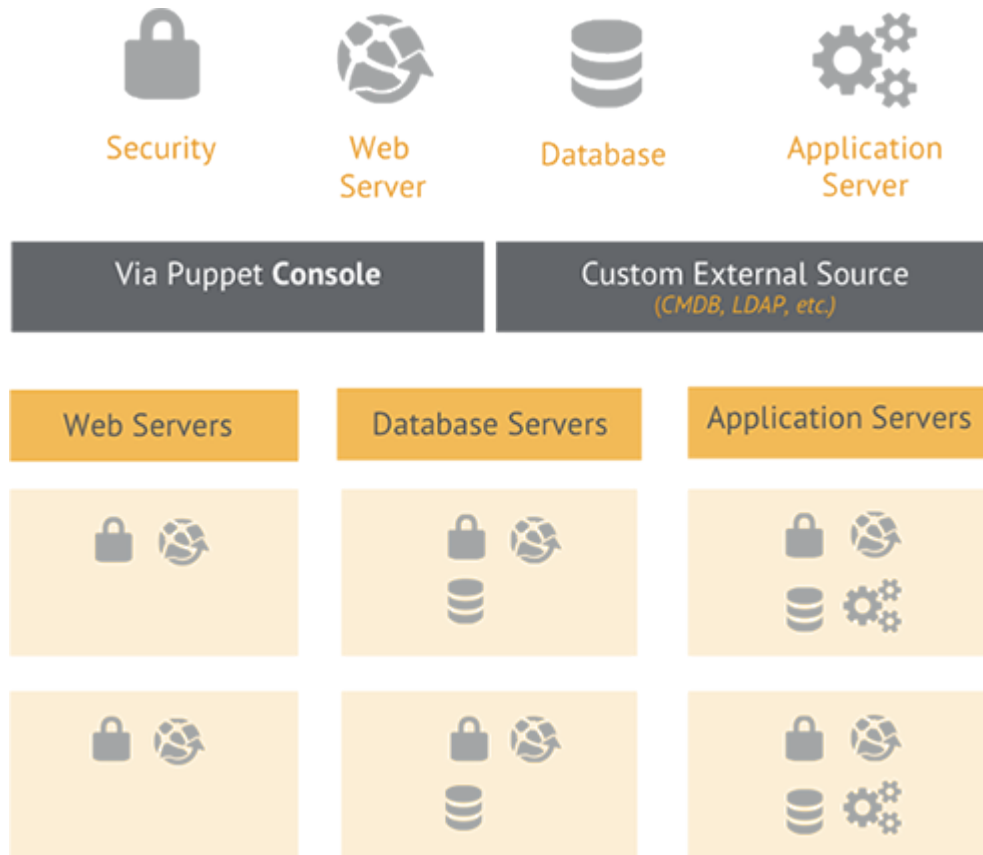 Security
Web
Server
Database
Application
Server
Via Puppet Console
Custom External Source
(CMDB, LDAP, etc.)
Web Servers
Database Servers
Application Servers